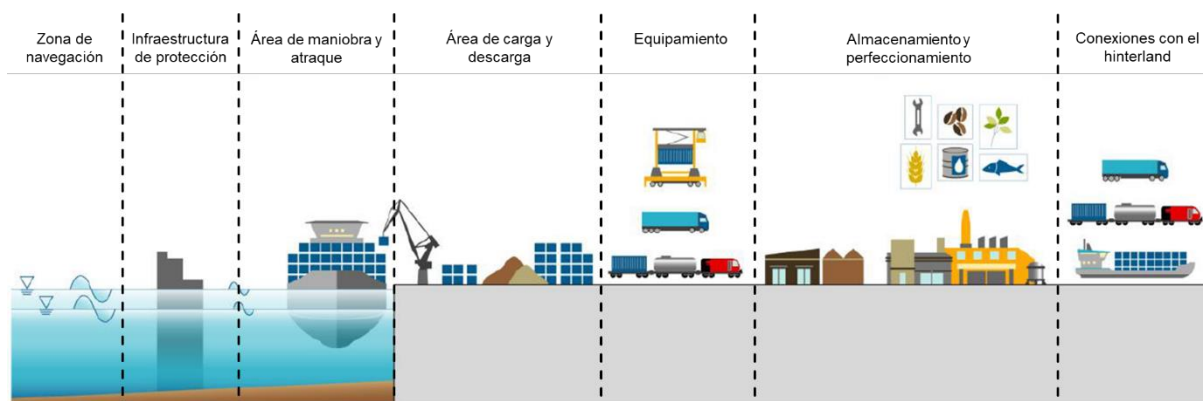 Zona de
navegación
Infraestructura
de protección
Área de maniobra y
atraque
Área de carga y
descarga
Equipamiento
Almacenamiento y
perfeccionamiento
Conexiones con el
hinterland